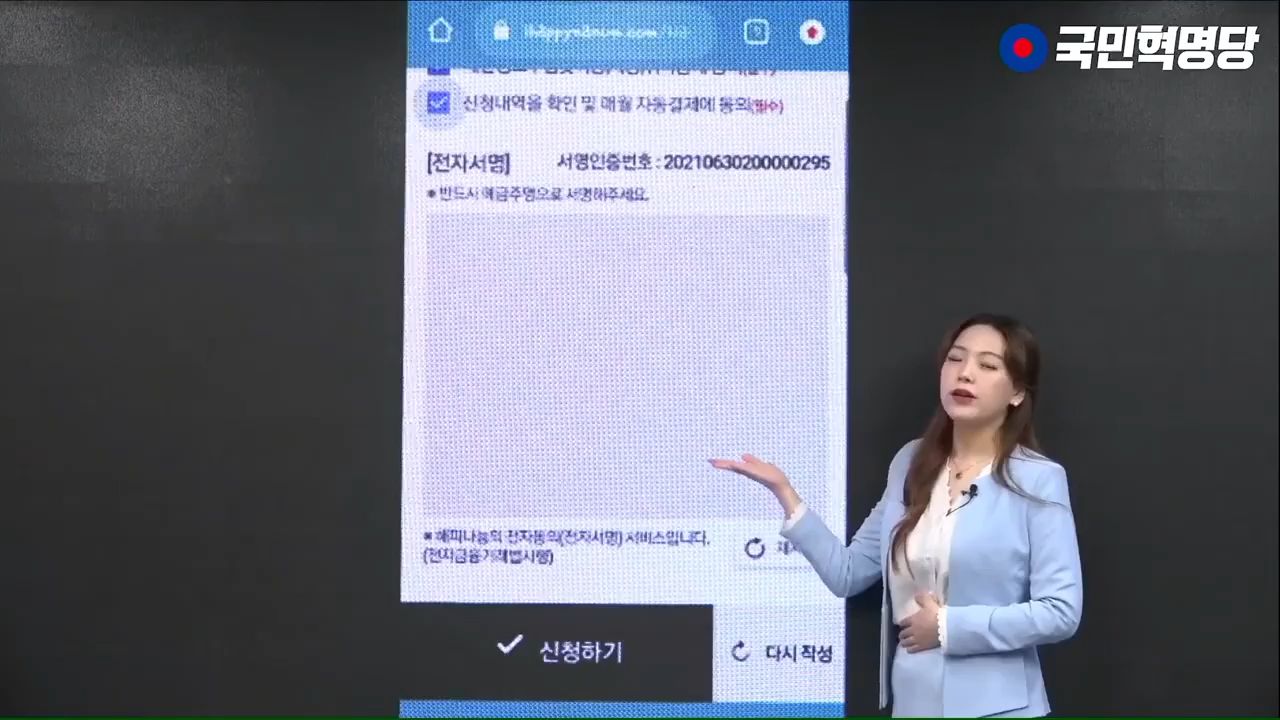 국민혁명당
신청내역을 확인 및 매월 자동결제에 동의(필수)
[전자서명] 서명인증번호 : 20210630200000295
※ 반드시 예금주명으로 서명해주세요.
※ 해피나눔의 전자동의(전자서명) 서비스입니다.
(전자금융거래법시행)
신청하기
다시 작성